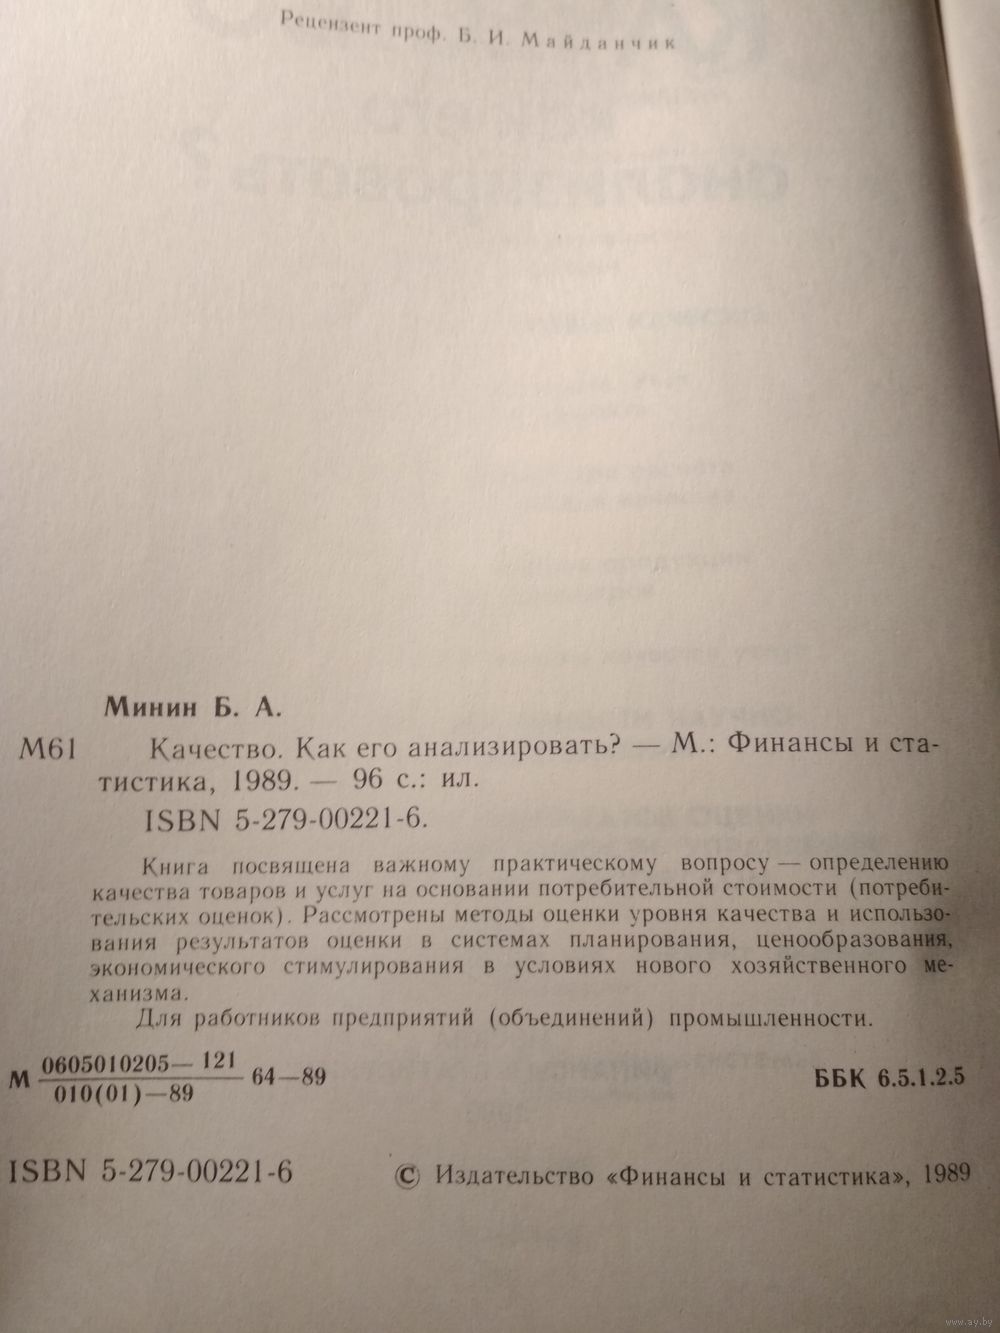 Рецензент проф. Б. И. Майданчик
Минин Б. А.
М61 Качество. Как его анализировать? — М.: Финансы и ста-
тистика, 1989. — 96 с.: ил.
ISBN 5-279-00221-6.
Книга посвящена важному практическому вопросу — определению
качества товаров и услуг на основании потребительной стоимости (потреби-
тельских оценок). Рассмотрены методы оценки уровня качества и использо-
вания результатов оценки в системах планирования, ценообразования,
экономического стимулирования в условиях нового хозяйственного ме-
ханизма.
Для работников предприятий (объединений) промышленности.
0605010205— 121
М 64—89 ББК 6.5.1.2.5
010(01)—89
ISBN 5-279-00221-6 © Издательство «Финансы и статистика», 1989
www.ay.by